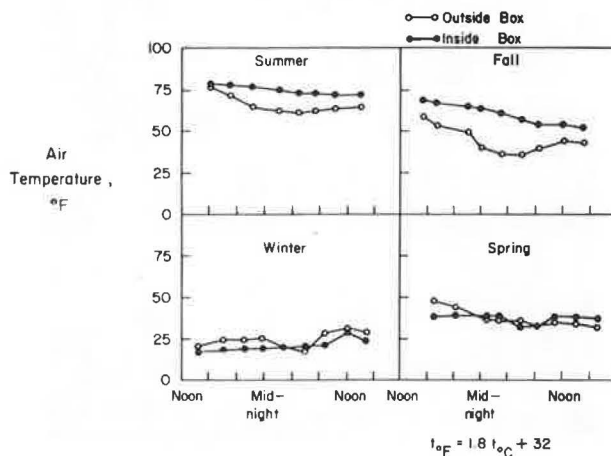 Outside Box
Inside Box
100
Summer
Fall
75
50
25
0
Air
Temperature,
°F
Winter
Spring
75
50
25
0
Noon
Mid-
night
Noon
Noon
Mid-
night
Noon
t°F = 1.8 t°C + 32